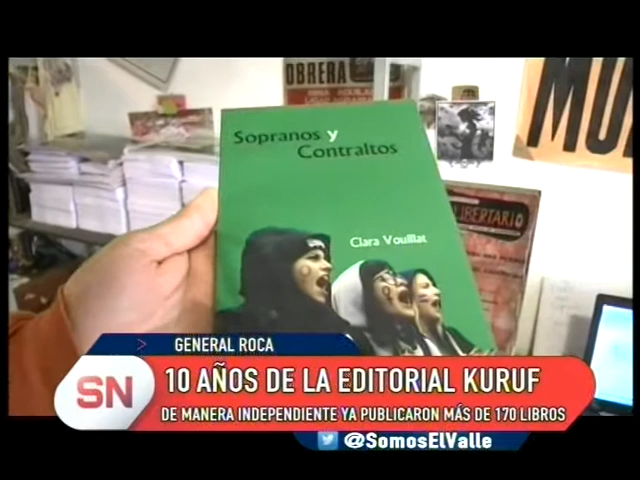 OBRERA
Sopranos y
Contraltos
Clara Vouillat
LIBERTARIO
GENERAL ROCA
SN
10 AÑOS DE LA EDITORIAL KURUF
DE MANERA INDEPENDIENTE YA PUBLICARON MÁS DE 170 LIBROS
@SomosElValle